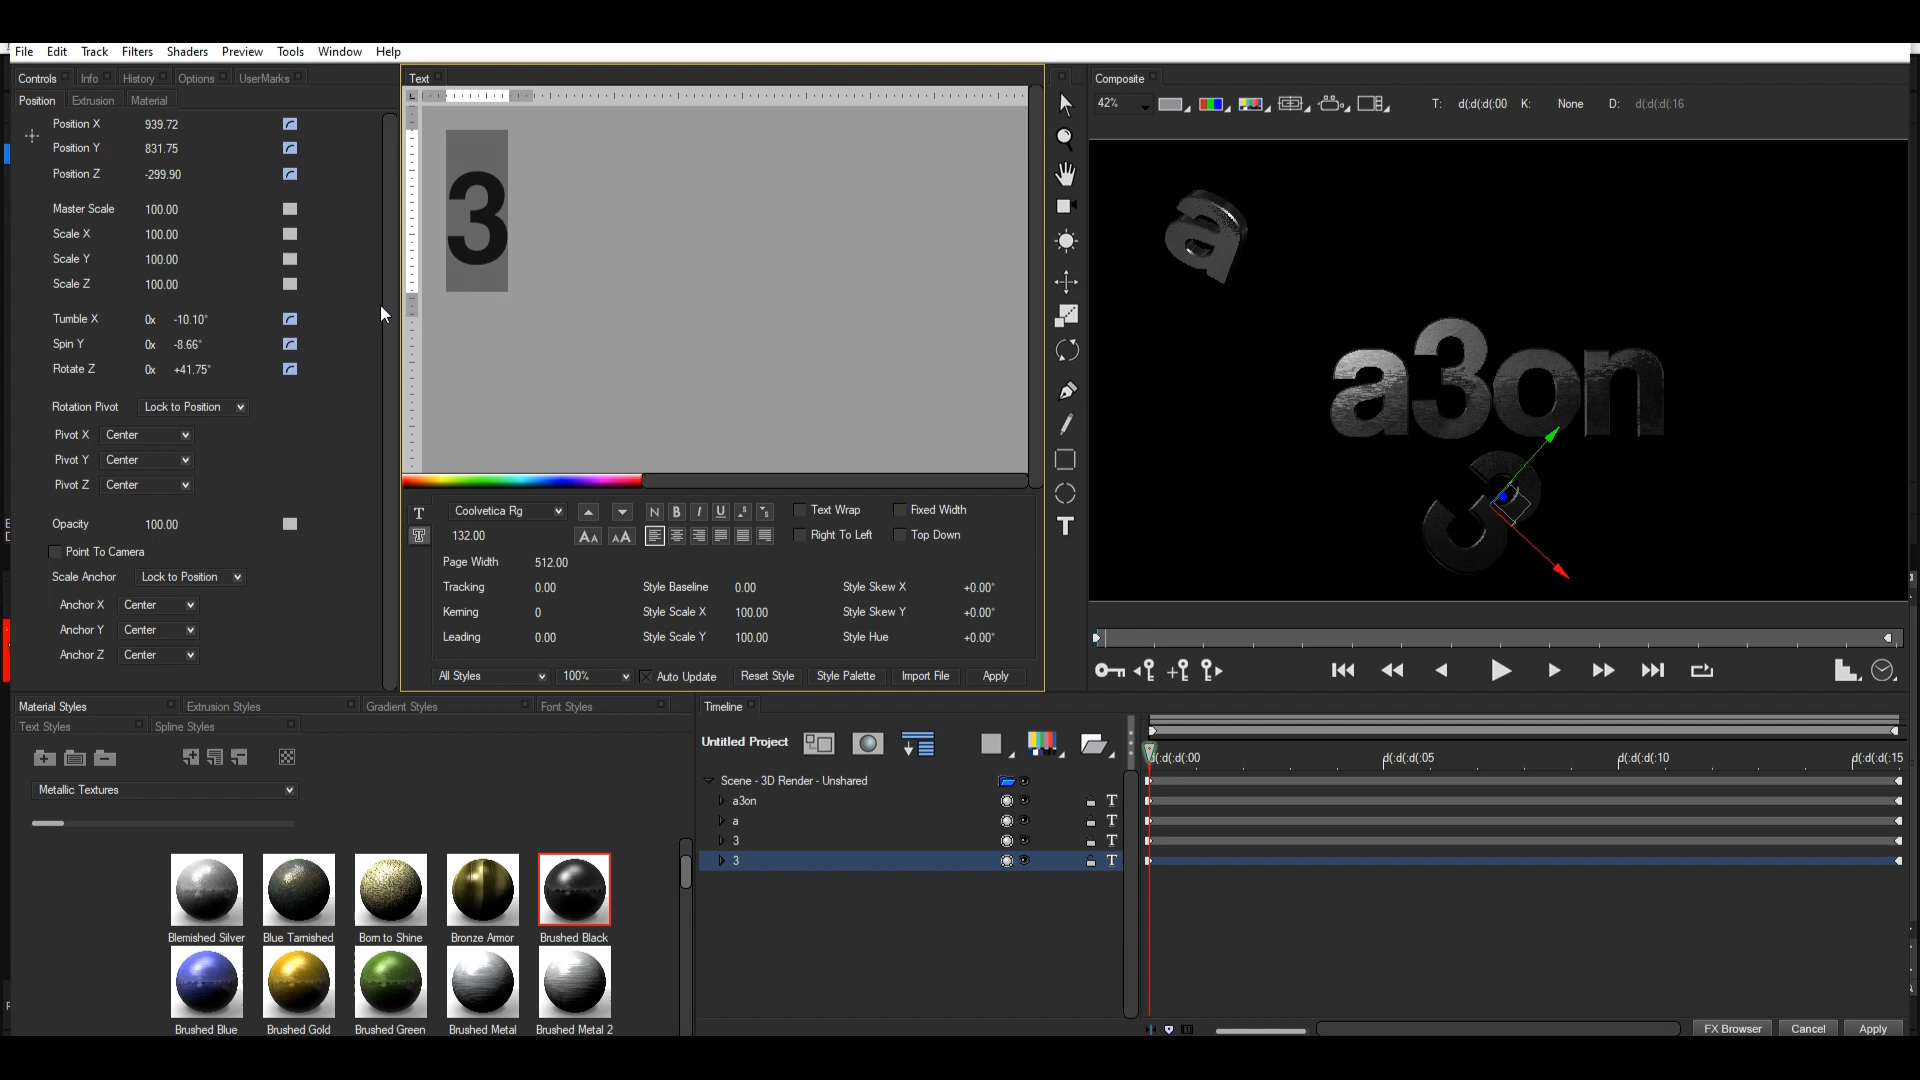 File Edit Track Filters Shaders Preview Tools Window Help
Controls Info History Options UserMarks
Position Extrusion Material
Position X 939.72
Position Y 831.75
Position Z -299.90
Master Scale 100.00
Scale X 100.00
Scale Y 100.00
Scale Z 100.00
Tumble X 0x -10.10°
Spin Y 0x -8.66°
Rotate Z 0x +41.75°
Rotation Pivot Lock to Position
Pivot X Center
Pivot Y Center
Pivot Z Center
Opacity 100.00
Point To Camera
Scale Anchor Lock to Position
Anchor X Center
Anchor Y Center
Anchor Z Center
Text
3
Coolvetica Rg N B I U Text Wrap Fixed Width
132.00 Right To Left Top Down
Page Width 512.00
Tracking 0.00 Style Baseline 0.00 Style Skew X +0.00°
Kerning 0 Style Scale X 100.00 Style Skew Y +0.00°
Leading 0.00 Style Scale Y 100.00 Style Hue +0.00°
All Styles 100% Auto Update Reset Style Style Palette Import File Apply
Composite
42% T: d(:d(:d(:00 K: None D: d(:d(:d(:16
a
a3on
3
Material Styles Extrusion Styles Gradient Styles Font Styles
Text Styles Spline Styles
Metallic Textures
Blemished Silver Blue Tarnished Born to Shine Bronze Armor Brushed Black
Brushed Blue Brushed Gold Brushed Green Brushed Metal Brushed Metal 2
Timeline
Untitled Project
Scene - 3D Render - Unshared
a3on
a
3
3
d(:d(:d(:00 d(:d(:d(:05 d(:d(:d(:10 d(:d(:d(:15
FX Browser Cancel Apply